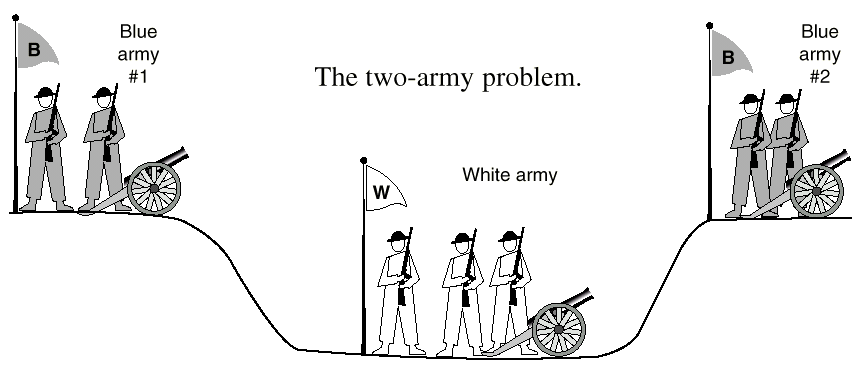 B
Blue
army
#1
The two-army problem.
B
Blue
army
#2
W
White army